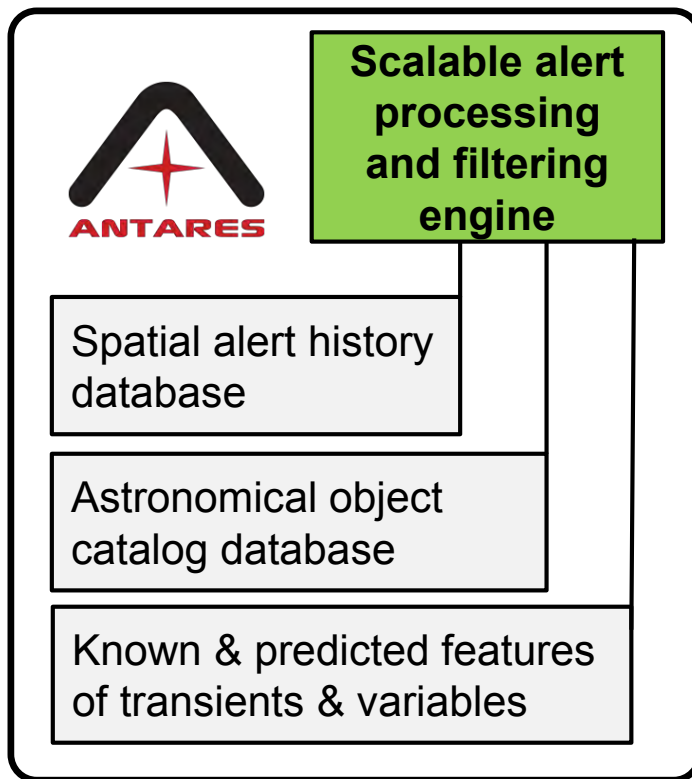 Scalable alert
processing
and filtering
engine
ANTARES
Spatial alert history
database
Astronomical object
catalog database
Known & predicted features
of transients & variables